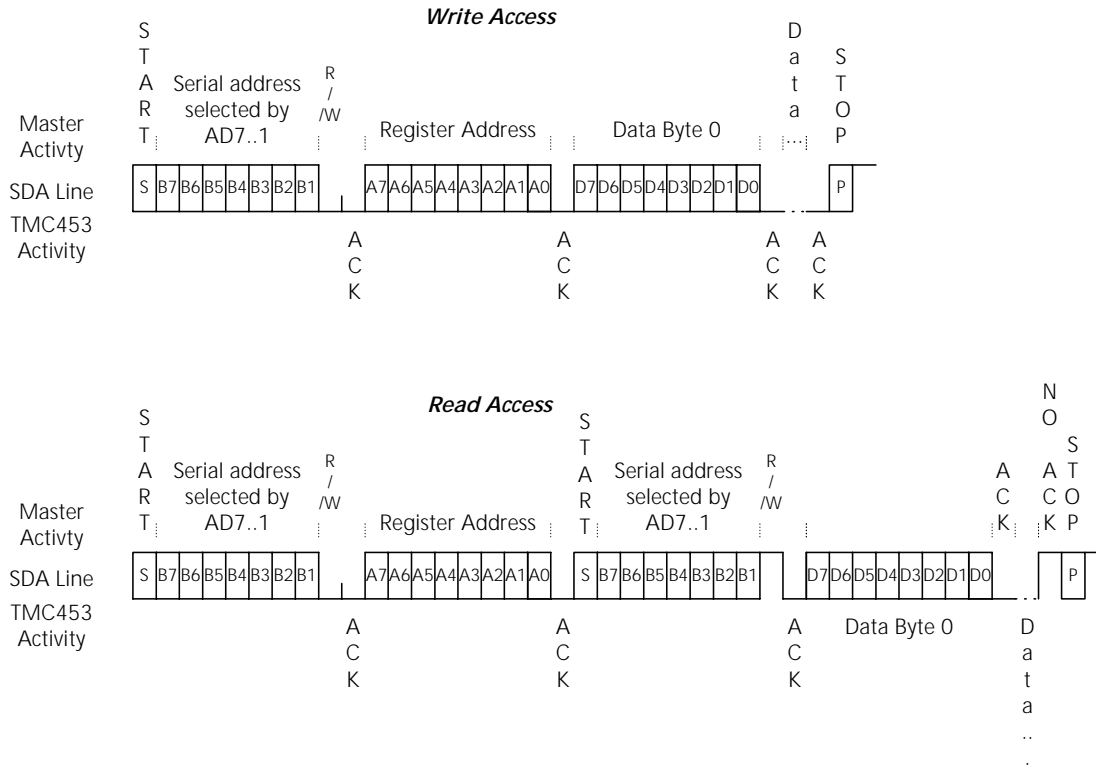 Write Access
START
Serial address
selected by
AD7..1
R
/
/W
Register Address
Data Byte 0
Data
...
STOP
Master
Activty
SDA Line
S B7 B6 B5 B4 B3 B2 B1 A7 A6 A5 A4 A3 A2 A1 A0 D7 D6 D5 D4 D3 D2 D1 D0 P
TMC453
Activity
ACK
ACK
ACK
ACK
Read Access
START
Serial address
selected by
AD7..1
R
/
/W
Register Address
START
Serial address
selected by
AD7..1
R
/
/W
ACK
NO ACK
STOP
Master
Activty
SDA Line
S B7 B6 B5 B4 B3 B2 B1 A7 A6 A5 A4 A3 A2 A1 A0 S B7 B6 B5 B4 B3 B2 B1 D7 D6 D5 D4 D3 D2 D1 D0 P
TMC453
Activity
ACK
ACK
ACK
Data Byte 0
Data
..
.